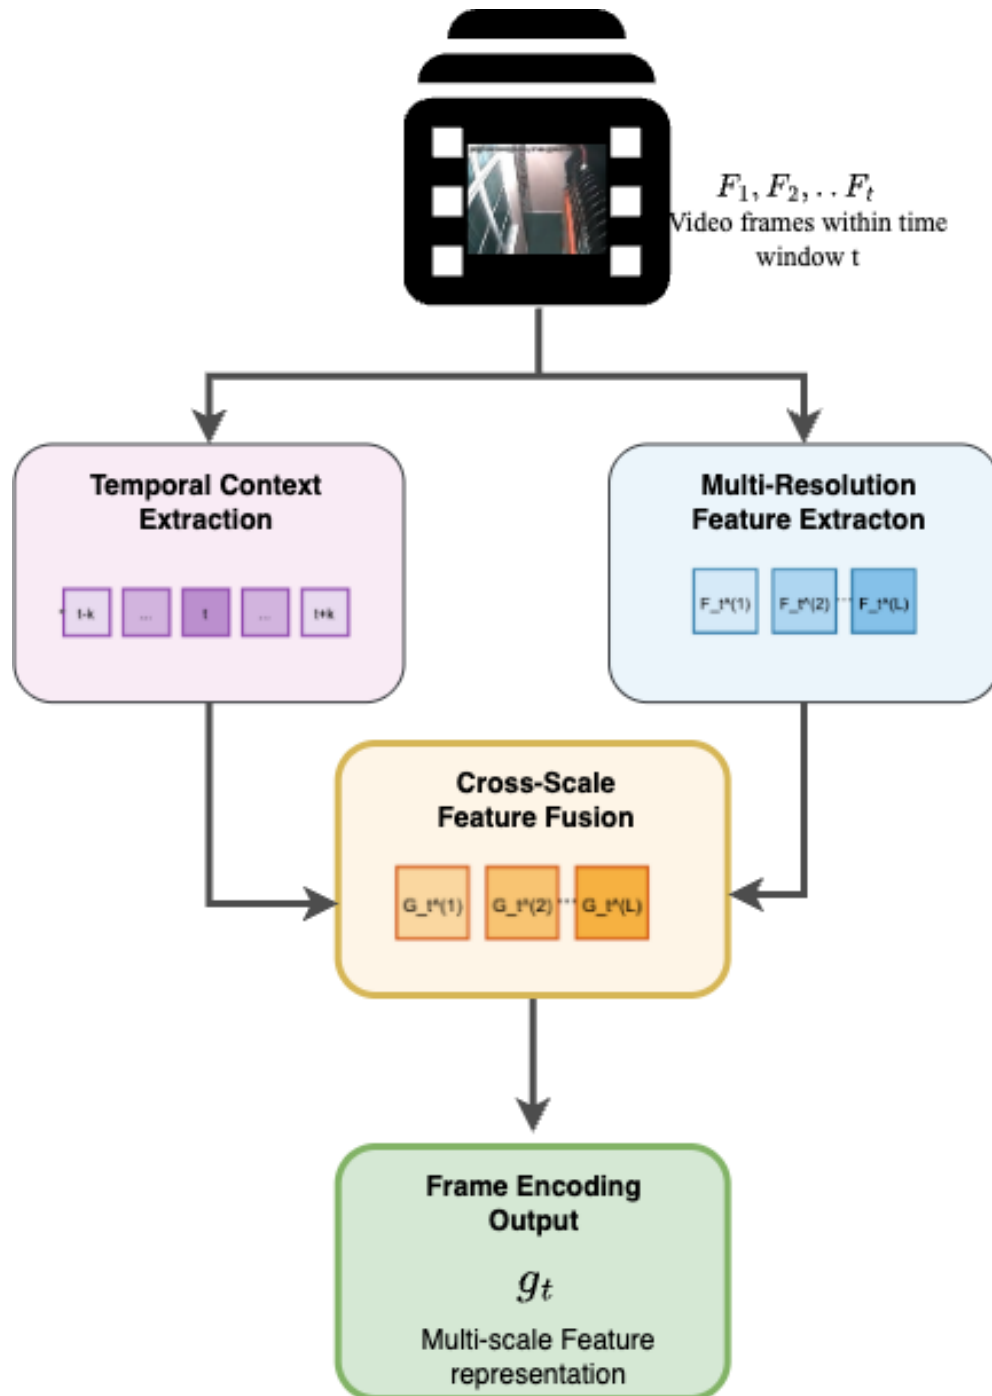 F_1, F_2, . . F_t
Video frames within time
window t
Temporal Context
Extraction
t-k
...
t
...
t+k
Multi-Resolution
Feature Extracton
F_t^(1)
F_t^(2)
...
F_t^(L)
Cross-Scale
Feature Fusion
G_t^(1)
G_t^(2)
...
G_t^(L)
Frame Encoding
Output
g_t
Multi-scale Feature
representation